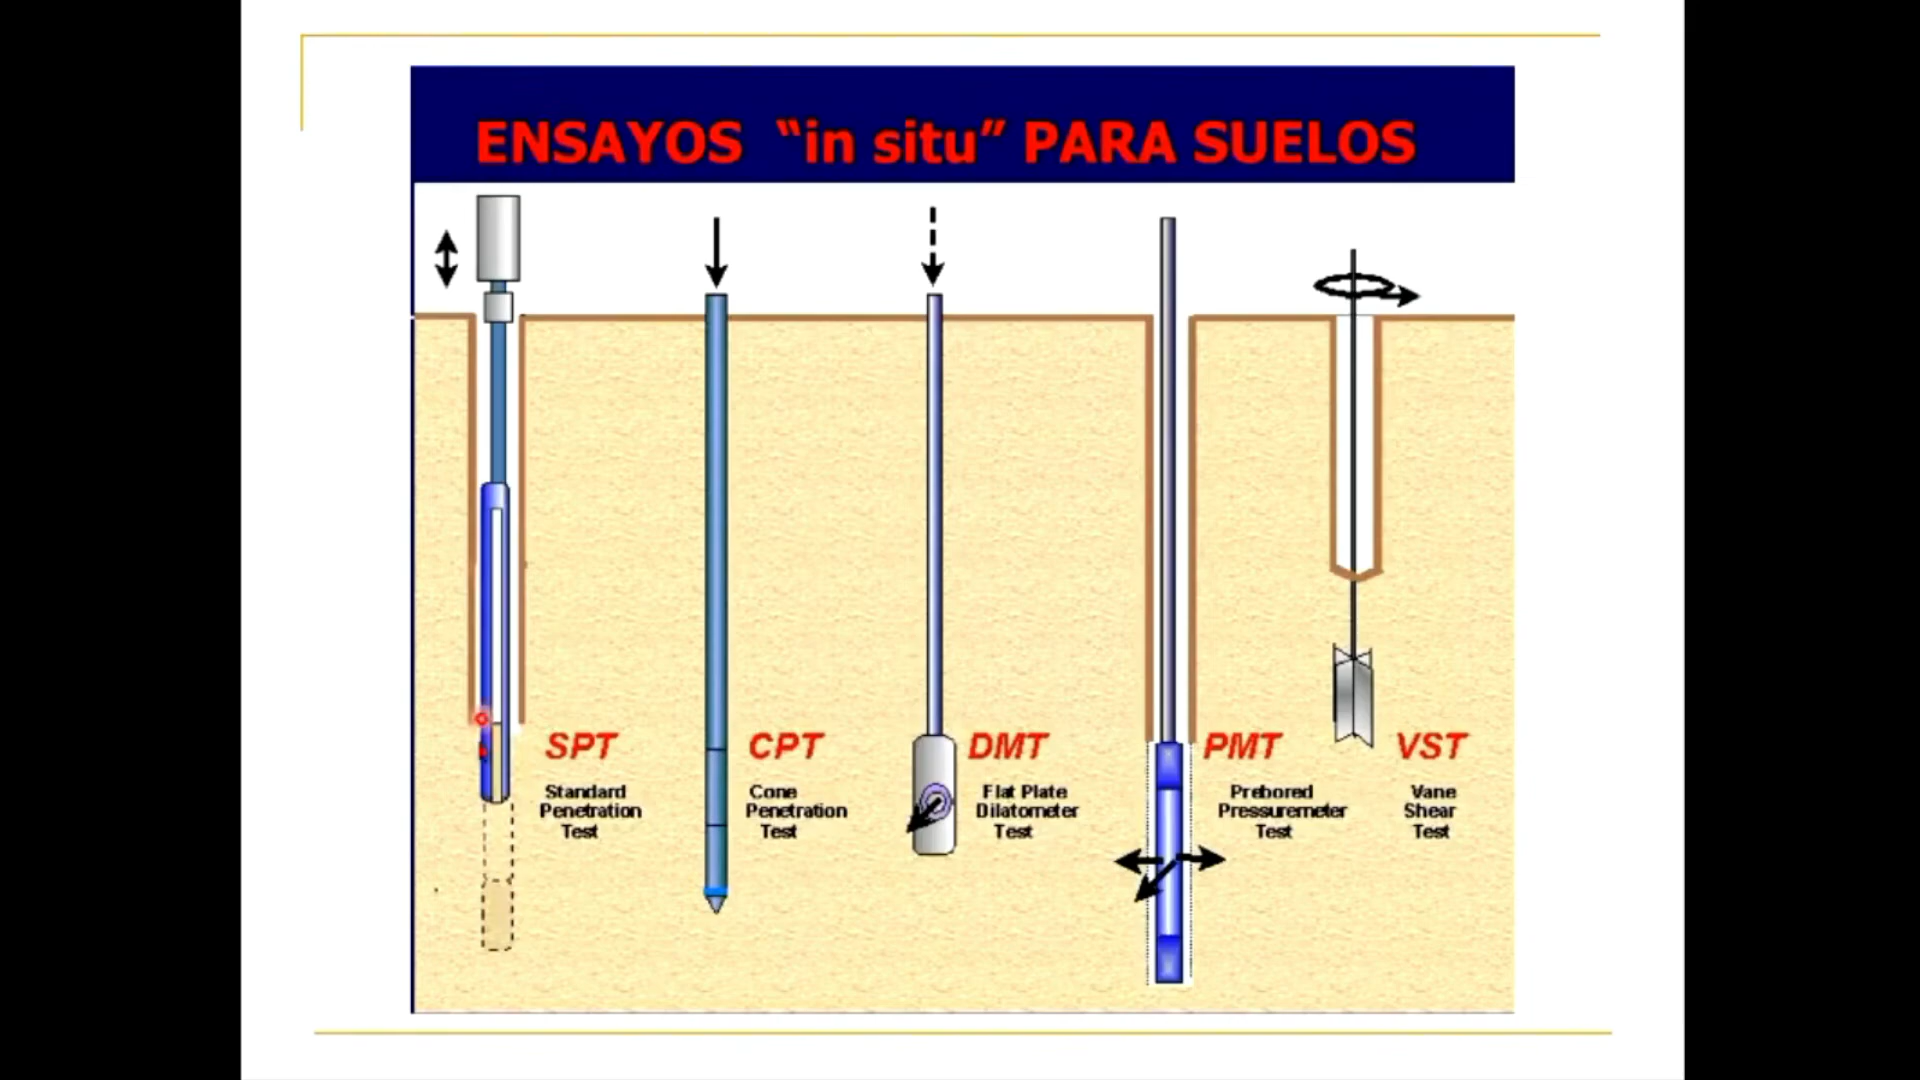 ENSAYOS “in situ” PARA SUELOS
SPT
Standard
Penetration
Test
CPT
Cone
Penetration
Test
DMT
Flat Plate
Dilatometer
Test
PMT
Prebored
Pressuremeter
Test
VST
Vane
Shear
Test